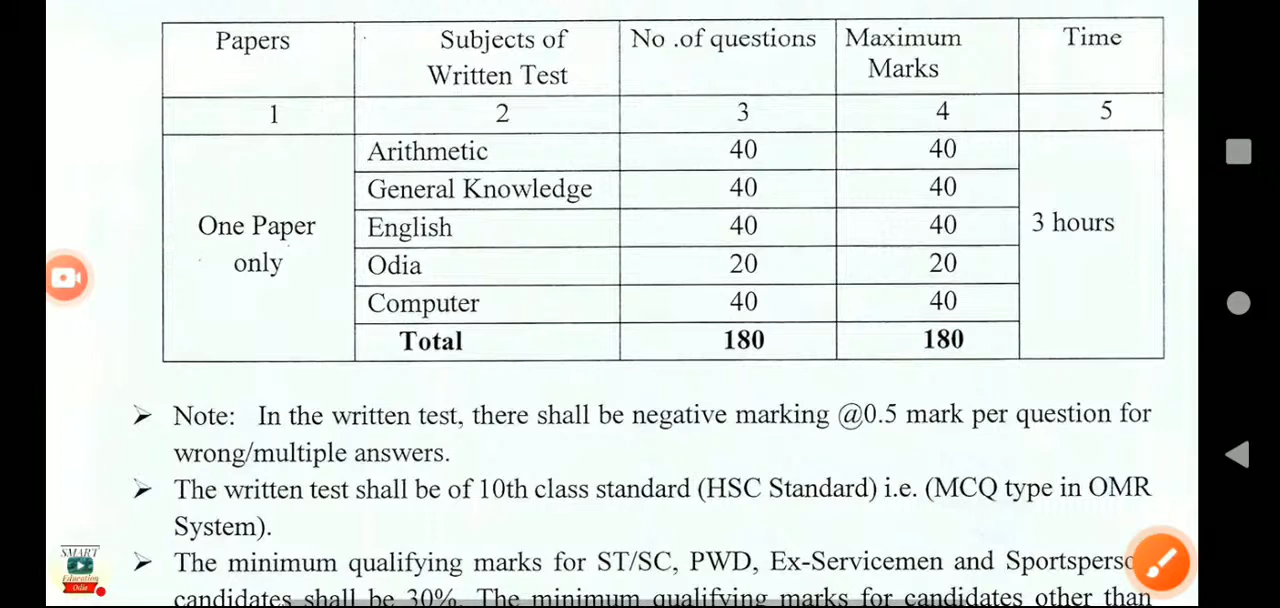 Papers Subjects of Written Test No .of questions Maximum Marks Time
1 2 3 4 5
One Paper only
Arithmetic 40 40
General Knowledge 40 40
English 40 40 3 hours
Odia 20 20
Computer 40 40
Total 180 180
➤ Note: In the written test, there shall be negative marking @0.5 mark per question for
wrong/multiple answers.
➤ The written test shall be of 10th class standard (HSC Standard) i.e. (MCQ type in OMR
System).
➤ The minimum qualifying marks for ST/SC, PWD, Ex-Servicemen and Sportsperso
candidates shall be 30%. The minimum qualifying marks for candidates other than
SMART
Education
Odia